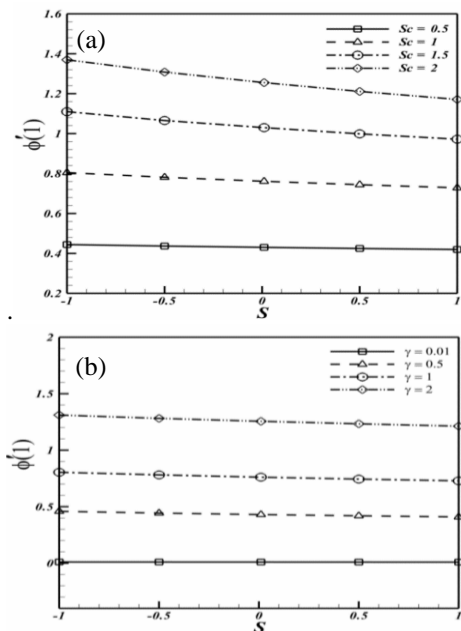 (a)
Sc = 0.5
Sc = 1
Sc = 1.5
Sc = 2
1.6
1.4
1.2
1
0.8
0.6
0.4
0.2
ϕ′(1)
-1 -0.5 0 0.5 1
S
.
(b)
γ = 0.01
γ = 0.5
γ = 1
γ = 2
2
1.5
1
0.5
0
ϕ′(1)
-1 -0.5 0 0.5 1
S